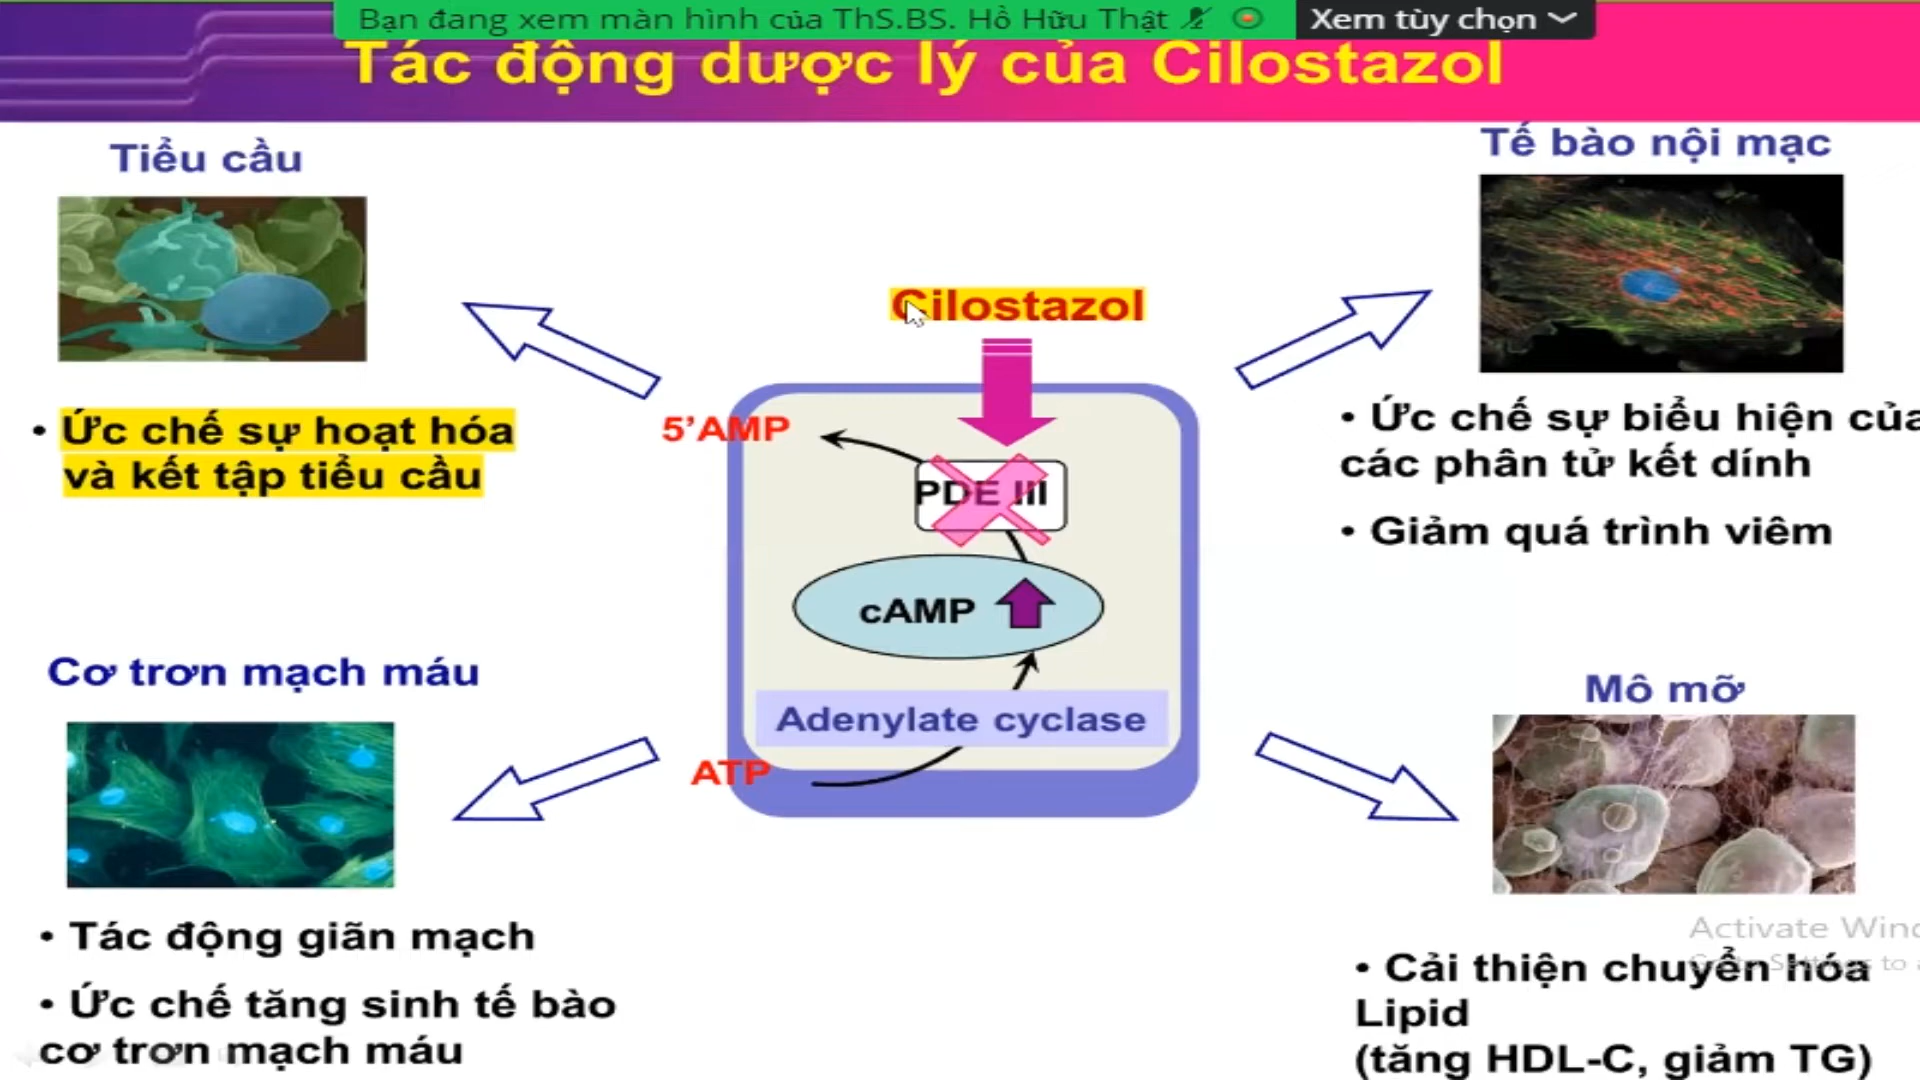 Bạn đang xem màn hình của ThS.BS. Hồ Hữu Thật
Xem tùy chọn
Tác động dược lý của Cilostazol
Tiểu cầu
• Ức chế sự hoạt hóa
và kết tập tiểu cầu
Tế bào nội mạc
• Ức chế sự biểu hiện của
các phân tử kết dính
• Giảm quá trình viêm
Cilostazol
5’AMP
PDE III
cAMP
Adenylate cyclase
ATP
Cơ trơn mạch máu
• Tác động giãn mạch
• Ức chế tăng sinh tế bào
cơ trơn mạch máu
Mô mỡ
• Cải thiện chuyển hóa
Lipid
(tăng HDL-C, giảm TG)
Activate